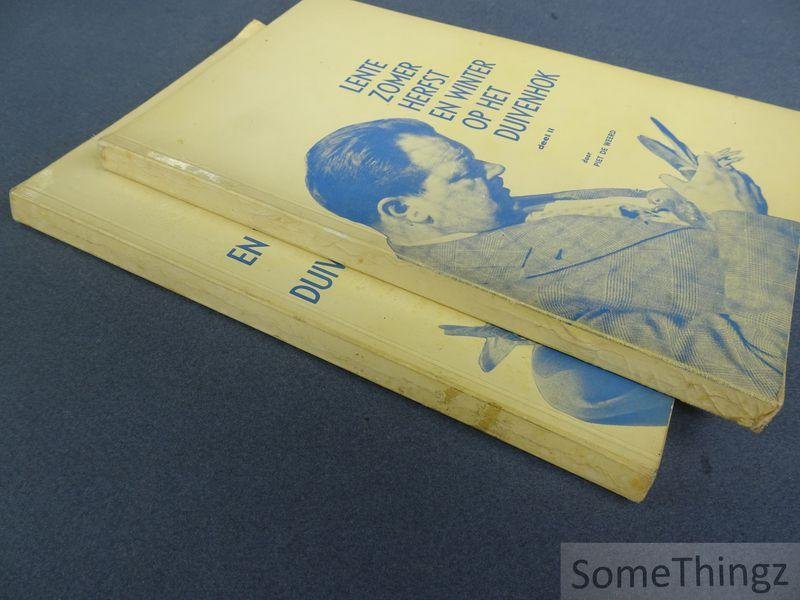 LENTE
ZOMER
HERFST
EN WINTER
OP HET
DUIVENHOK
deel II
door
PIET DE WEERD
EN
DUIV
SomeThingz